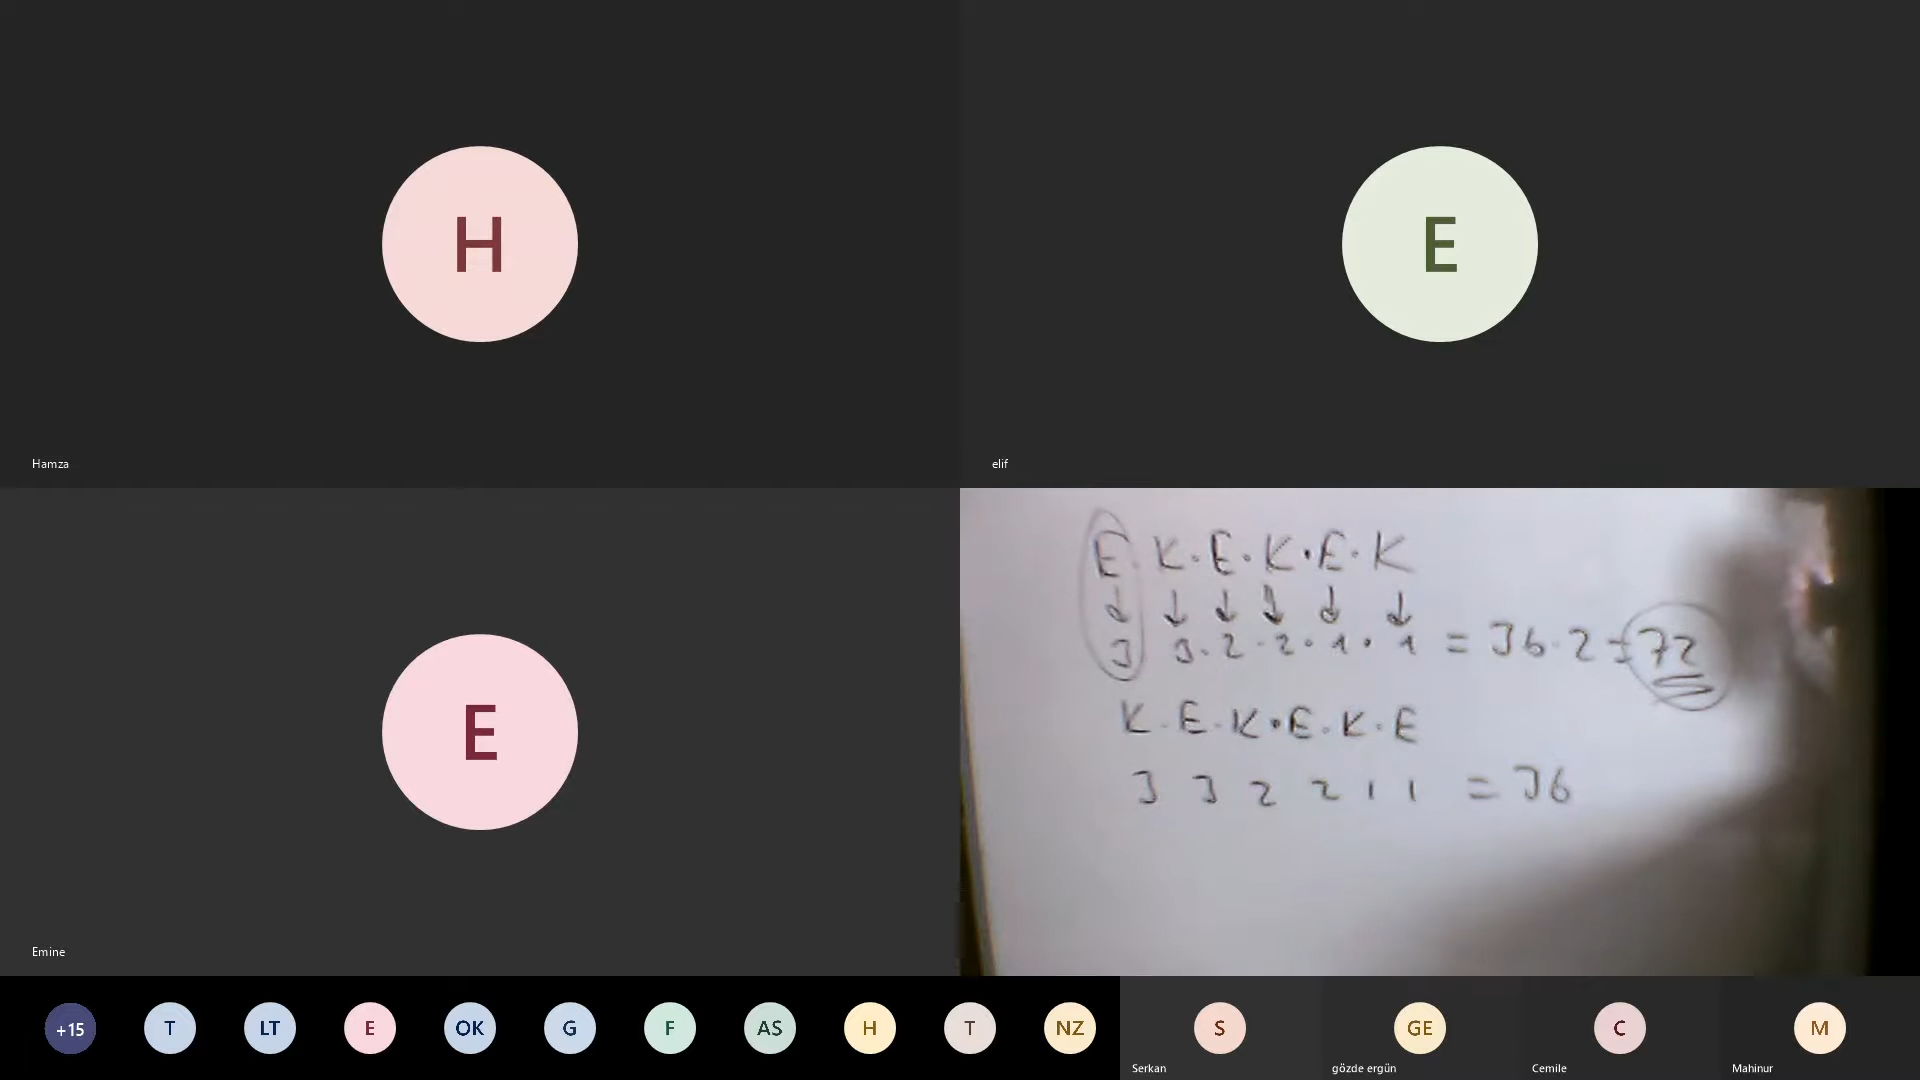 H
E
Hamza
elif
E
Emine
E. K. E. K. E. K
↓ ↓ ↓ ↓ ↓ ↓
3 3. 2. 2. 1. 1 = 36. 2 = 72
K. E. K. E. K. E
3 3 2 2 1 1 = 36
+15
T
LT
E
OK
G
F
AS
H
T
NZ
S
GE
C
M
Serkan
gözde ergün
Cemile
Mahinur